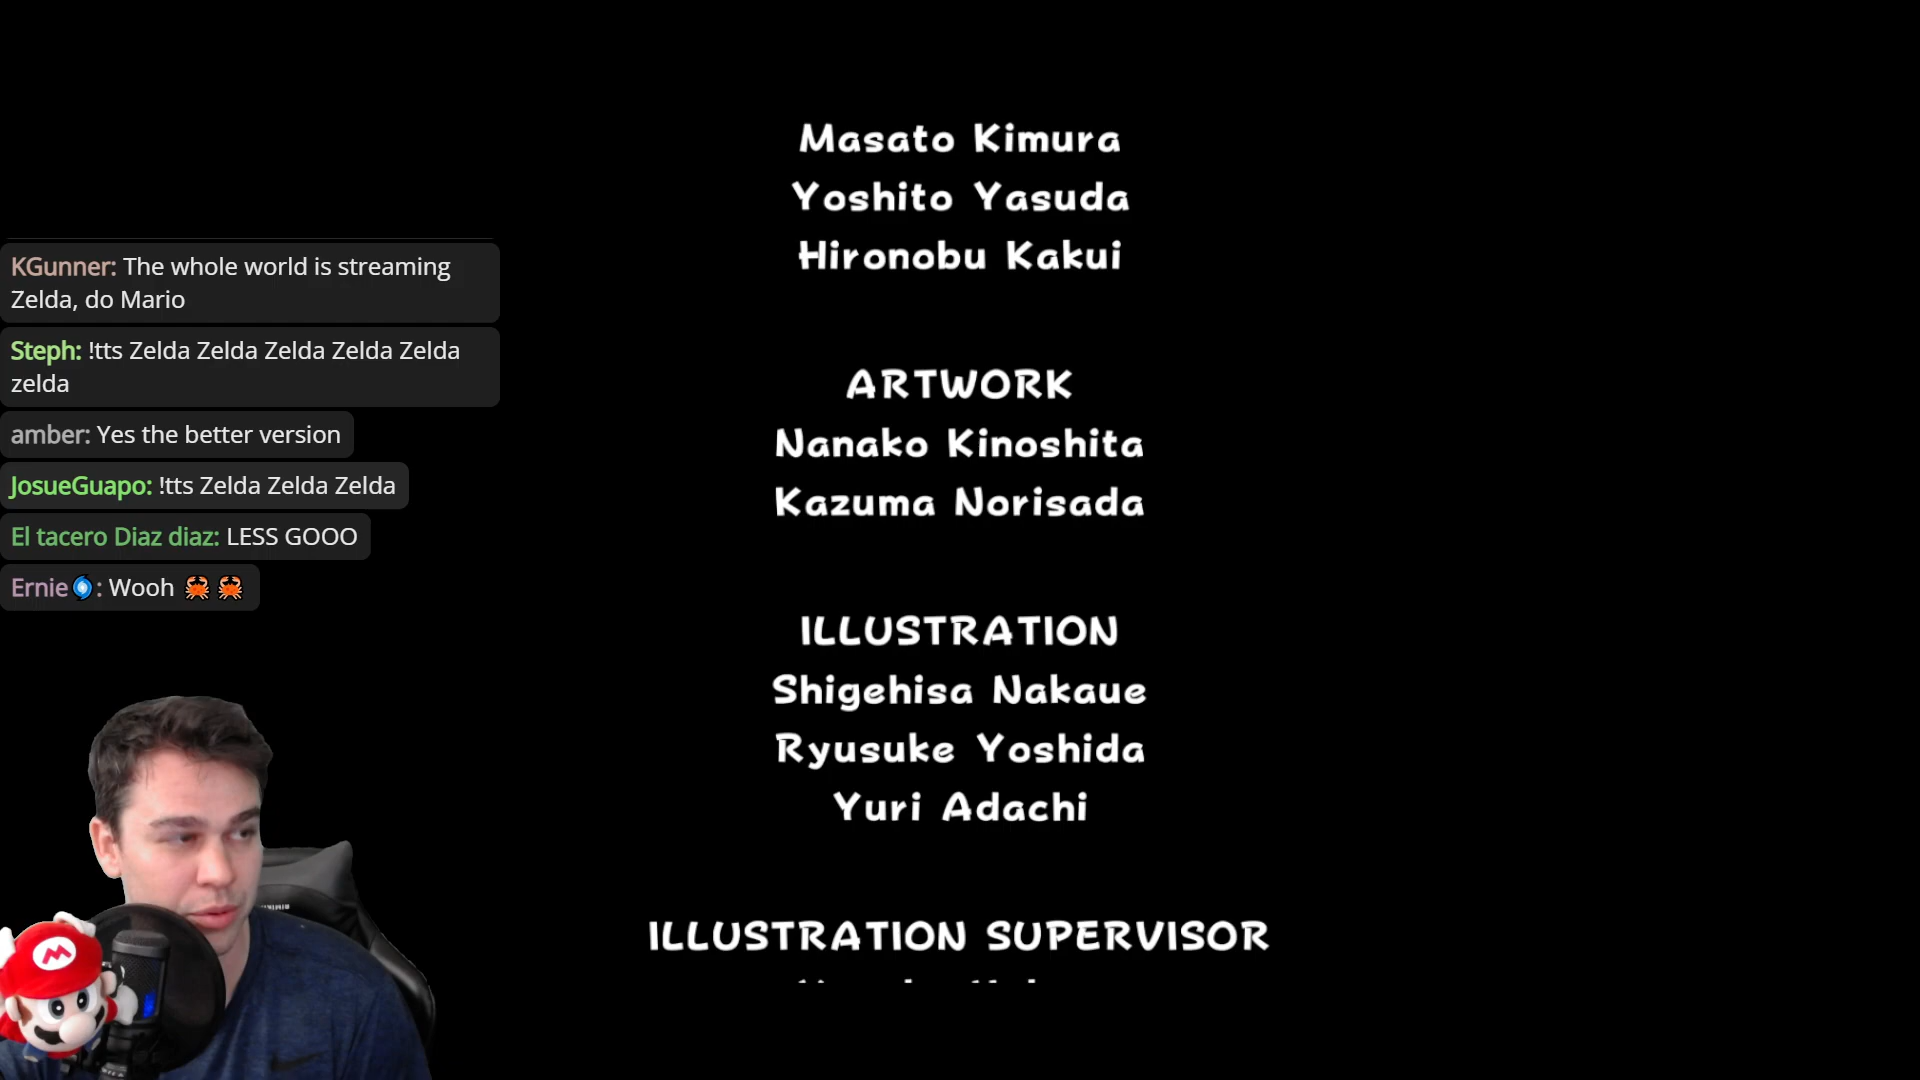 KGunner: The whole world is streaming
Zelda, do Mario
Steph: !tts Zelda Zelda Zelda Zelda Zelda
zelda
amber: Yes the better version
JosueGuapo: !tts Zelda Zelda Zelda
El tacero Diaz diaz: LESS GOOO
Ernie🌀: Wooh 🦀 🦀
Masato Kimura
Yoshito Yasuda
Hironobu Kakui
ARTWORK
Nanako Kinoshita
Kazuma Norisada
ILLUSTRATION
Shigehisa Nakaue
Ryusuke Yoshida
Yuri Adachi
ILLUSTRATION SUPERVISOR
M